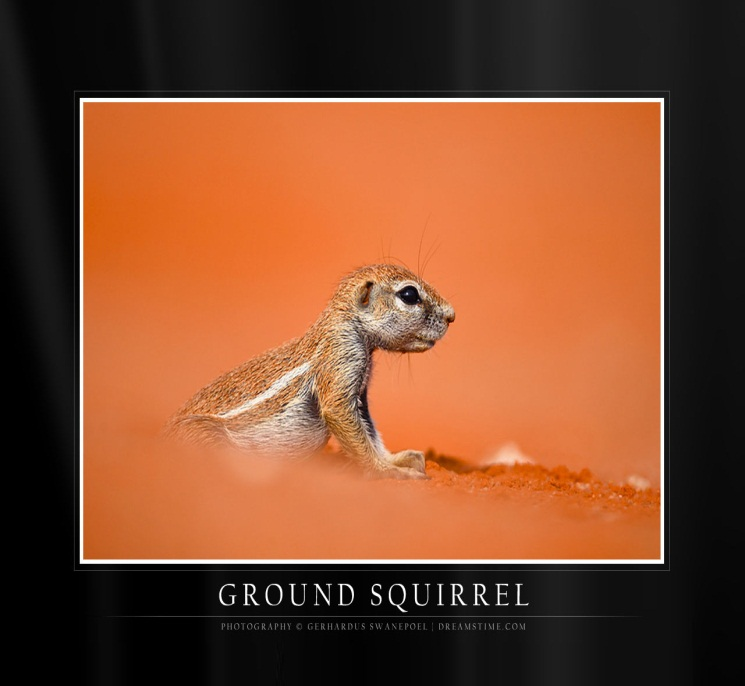 GROUND SQUIRREL
PHOTOGRAPHY © GERHARDUS SWANEPOEL ¦ DREAMSTIME.COM